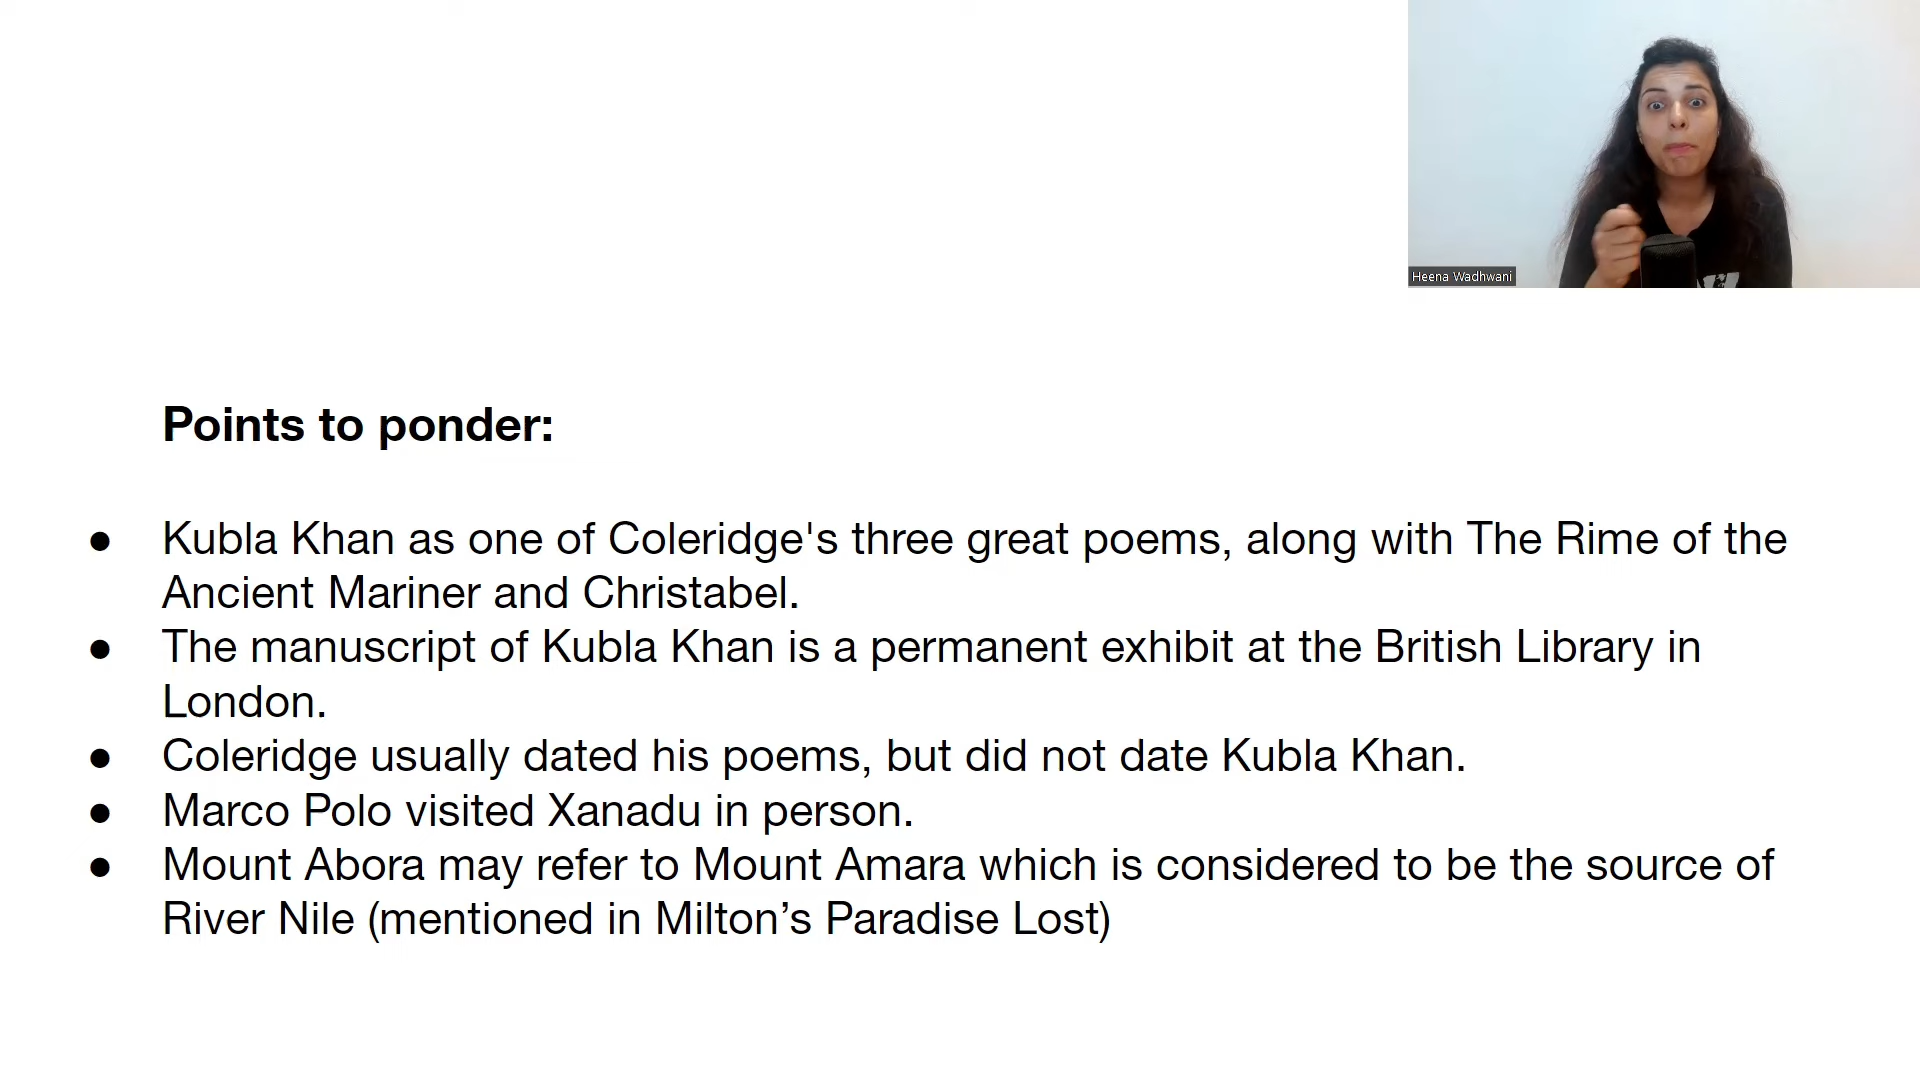 Heena Wadhwani
Points to ponder:
● Kubla Khan as one of Coleridge's three great poems, along with The Rime of the
Ancient Mariner and Christabel.
● The manuscript of Kubla Khan is a permanent exhibit at the British Library in
London.
● Coleridge usually dated his poems, but did not date Kubla Khan.
● Marco Polo visited Xanadu in person.
● Mount Abora may refer to Mount Amara which is considered to be the source of
River Nile (mentioned in Milton’s Paradise Lost)